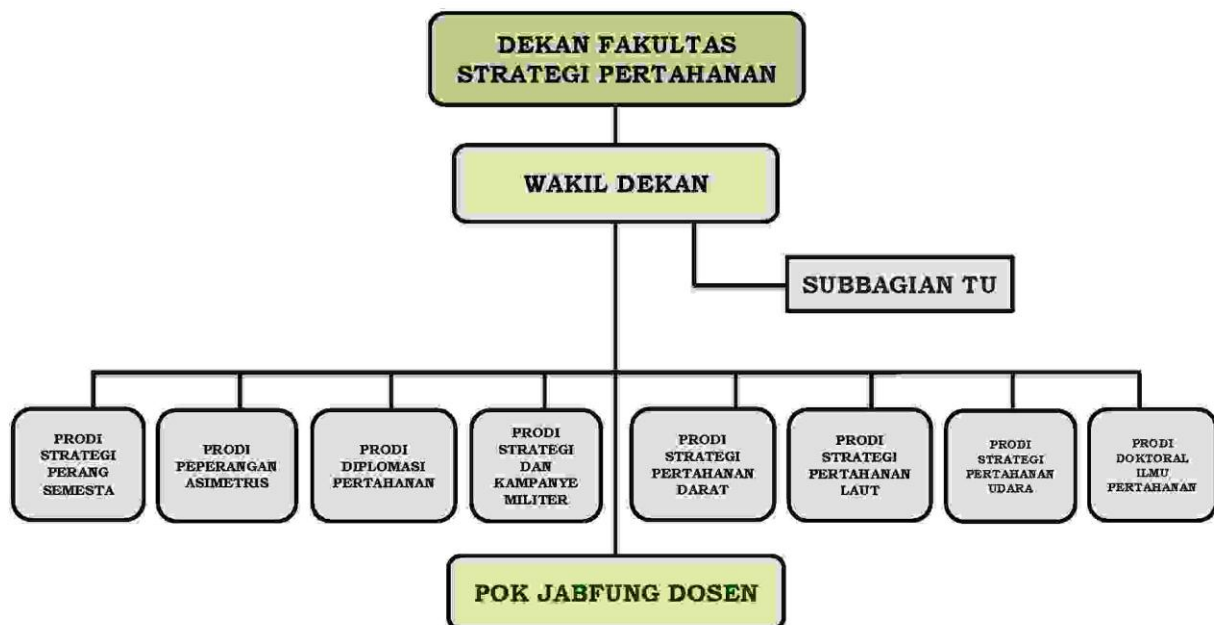 DEKAN FAKULTAS
STRATEGI PERTAHANAN
WAKIL DEKAN
SUBBAGIAN TU
PRODI
STRATEGI
PERANG
SEMESTA
PRODI
PEPERANGAN
ASIMETRIS
PRODI
DIPLOMASI
PERTAHANAN
PRODI
STRATEGI
DAN
KAMPANYE
MILITER
PRODI
STRATEGI
PERTAHANAN
DARAT
PRODI
STRATEGI
PERTAHANAN
LAUT
PRODI
STRATEGI
PERTAHANAN
UDARA
PRODI
DOKTORAL
ILMU
PERTAHANAN
POK JABFUNG DOSEN